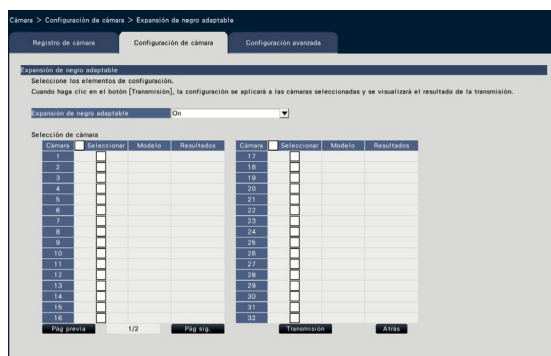 Cámara > Configuración de cámara > Expansión de negro adaptable
Registro de cámara Configuración de cámara Configuración avanzada
Expansión de negro adaptable
Seleccione los elementos de configuración.
Cuando haga clic en el botón [Transmisión], la configuración se aplicará a las cámaras seleccionadas y se visualizará el resultado de la transmisión.
Expansión de negro adaptable On
Selección de cámara
Cámara Seleccionar Modelo Resultados Cámara Seleccionar Modelo Resultados
1 17
2 18
3 19
4 20
5 21
6 22
7 23
8 24
9 25
10 26
11 27
12 28
13 29
14 30
15 31
16 32
Pág previa 1/2 Pág sig. Transmisión Atrás